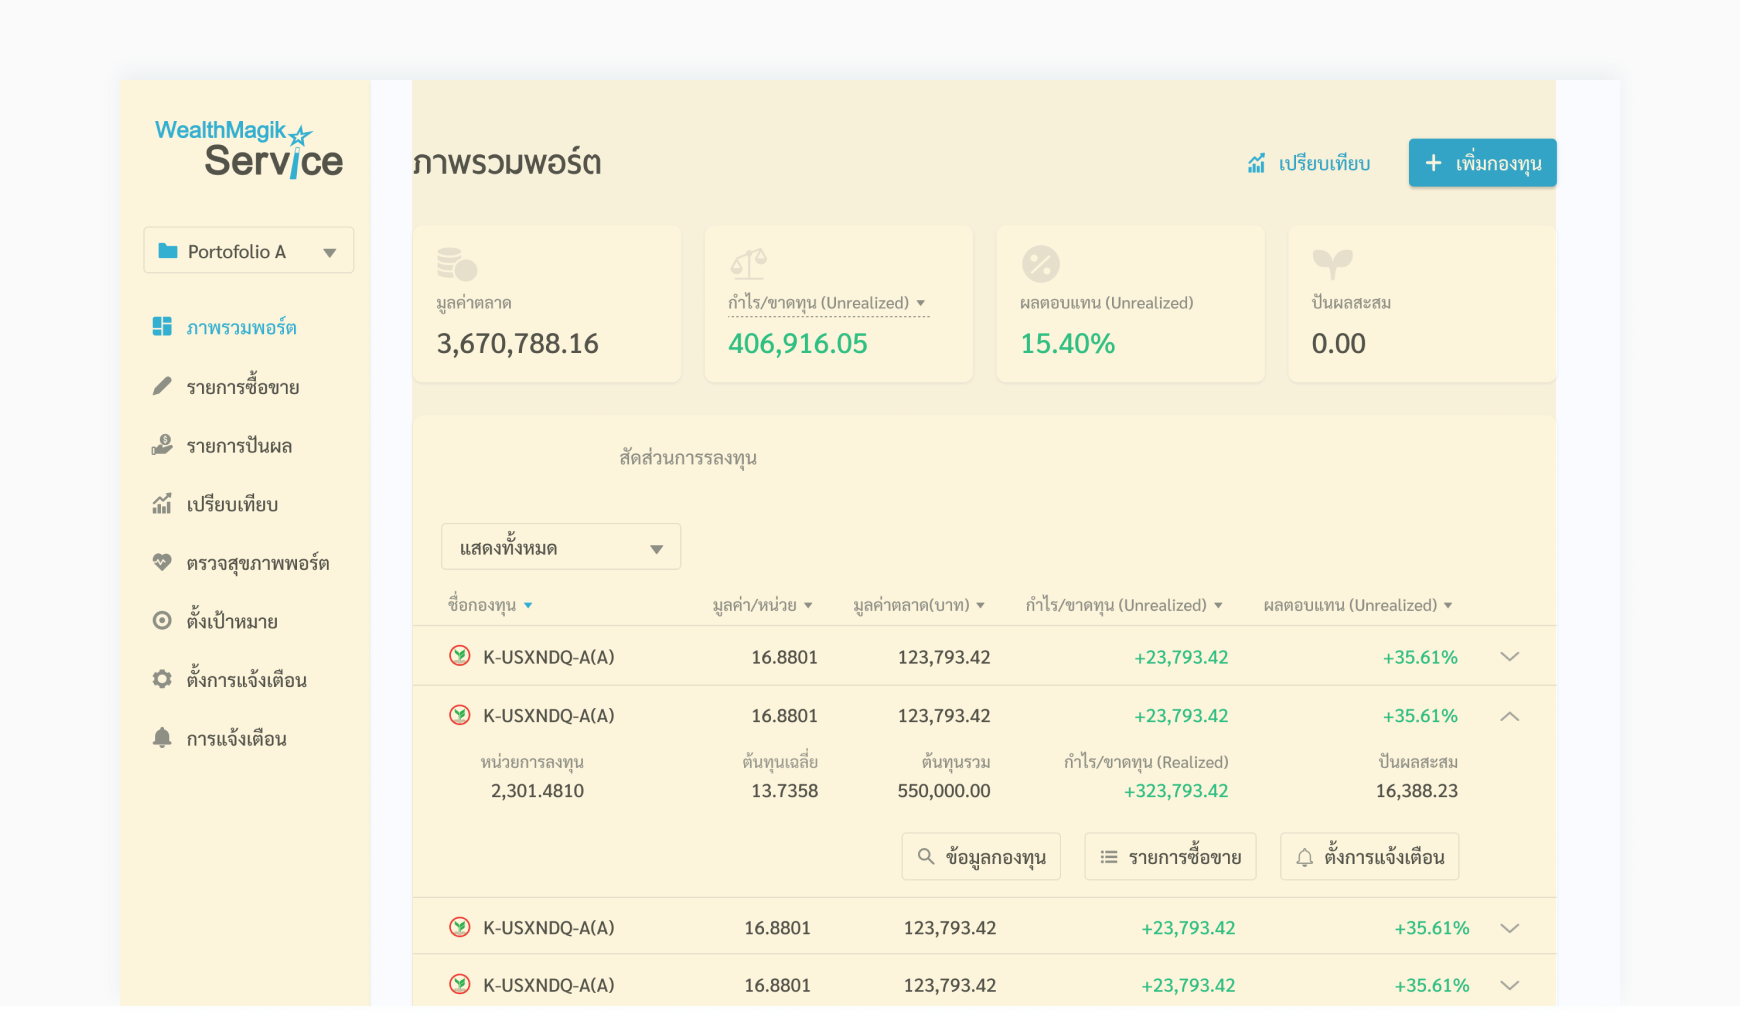 WealthMagik
Service
Portofolio A
ภาพรวมพอร์ต
รายการซื้อขาย
รายการปันผล
เปรียบเทียบ
ตรวจสุขภาพพอร์ต
ตั้งเป้าหมาย
ตั้งการแจ้งเตือน
การแจ้งเตือน
ภาพรวมพอร์ต
เปรียบเทียบ
+ เพิ่มกองทุน
มูลค่าตลาด
3,670,788.16
กำไร/ขาดทุน (Unrealized)
406,916.05
ผลตอบแทน (Unrealized)
15.40%
ปันผลสะสม
0.00
สัดส่วนการรลงทุน
แสดงทั้งหมด
ชื่อกองทุน มูลค่า/หน่วย มูลค่าตลาด(บาท) กำไร/ขาดทุน (Unrealized) ผลตอบแทน (Unrealized)
K-USXNDQ-A(A) 16.8801 123,793.42 +23,793.42 +35.61%
K-USXNDQ-A(A) 16.8801 123,793.42 +23,793.42 +35.61%
หน่วยการลงทุน ต้นทุนเฉลี่ย ต้นทุนรวม กำไร/ขาดทุน (Realized) ปันผลสะสม
2,301.4810 13.7358 550,000.00 +323,793.42 16,388.23
ข้อมูลกองทุน รายการซื้อขาย ตั้งการแจ้งเตือน
K-USXNDQ-A(A) 16.8801 123,793.42 +23,793.42 +35.61%
K-USXNDQ-A(A) 16.8801 123,793.42 +23,793.42 +35.61%